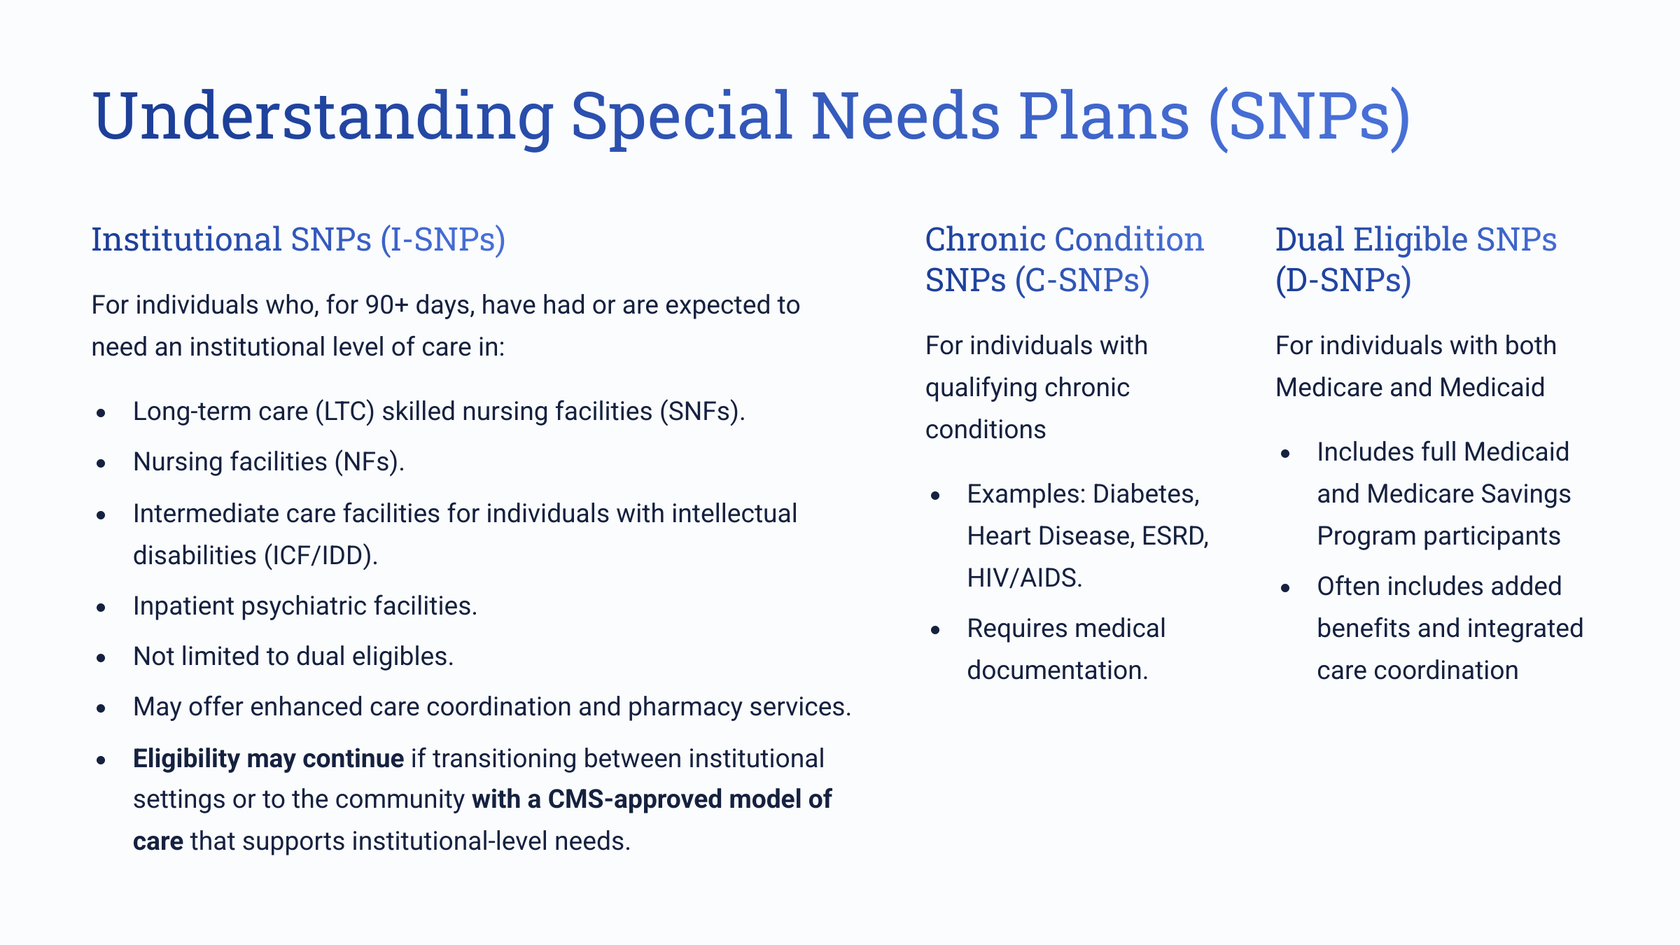 Understanding Special Needs Plans (SNPs)
Institutional SNPs (I-SNPs)
For individuals who, for 90+ days, have had or are expected to
need an institutional level of care in:
• Long-term care (LTC) skilled nursing facilities (SNFs).
• Nursing facilities (NFs).
• Intermediate care facilities for individuals with intellectual
disabilities (ICF/IDD).
• Inpatient psychiatric facilities.
• Not limited to dual eligibles.
• May offer enhanced care coordination and pharmacy services.
• Eligibility may continue if transitioning between institutional
settings or to the community with a CMS-approved model of
care that supports institutional-level needs.
Chronic Condition
SNPs (C-SNPs)
For individuals with
qualifying chronic
conditions
• Examples: Diabetes,
Heart Disease, ESRD,
HIV/AIDS.
• Requires medical
documentation.
Dual Eligible SNPs
(D-SNPs)
For individuals with both
Medicare and Medicaid
• Includes full Medicaid
and Medicare Savings
Program participants
• Often includes added
benefits and integrated
care coordination